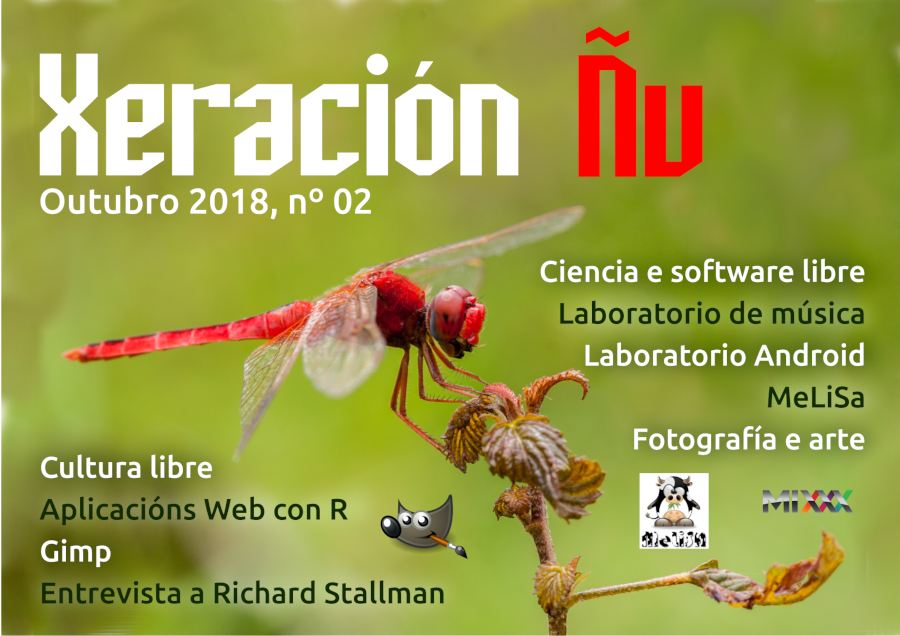 Xeración Ñu
Outubro 2018, nº 02
Ciencia e software libre
Laboratorio de música
Laboratorio Android
MeLiSa
Fotografía e arte
Cultura libre
Aplicacións Web con R
Gimp
Entrevista a Richard Stallman
MeLiSA
MIXXX